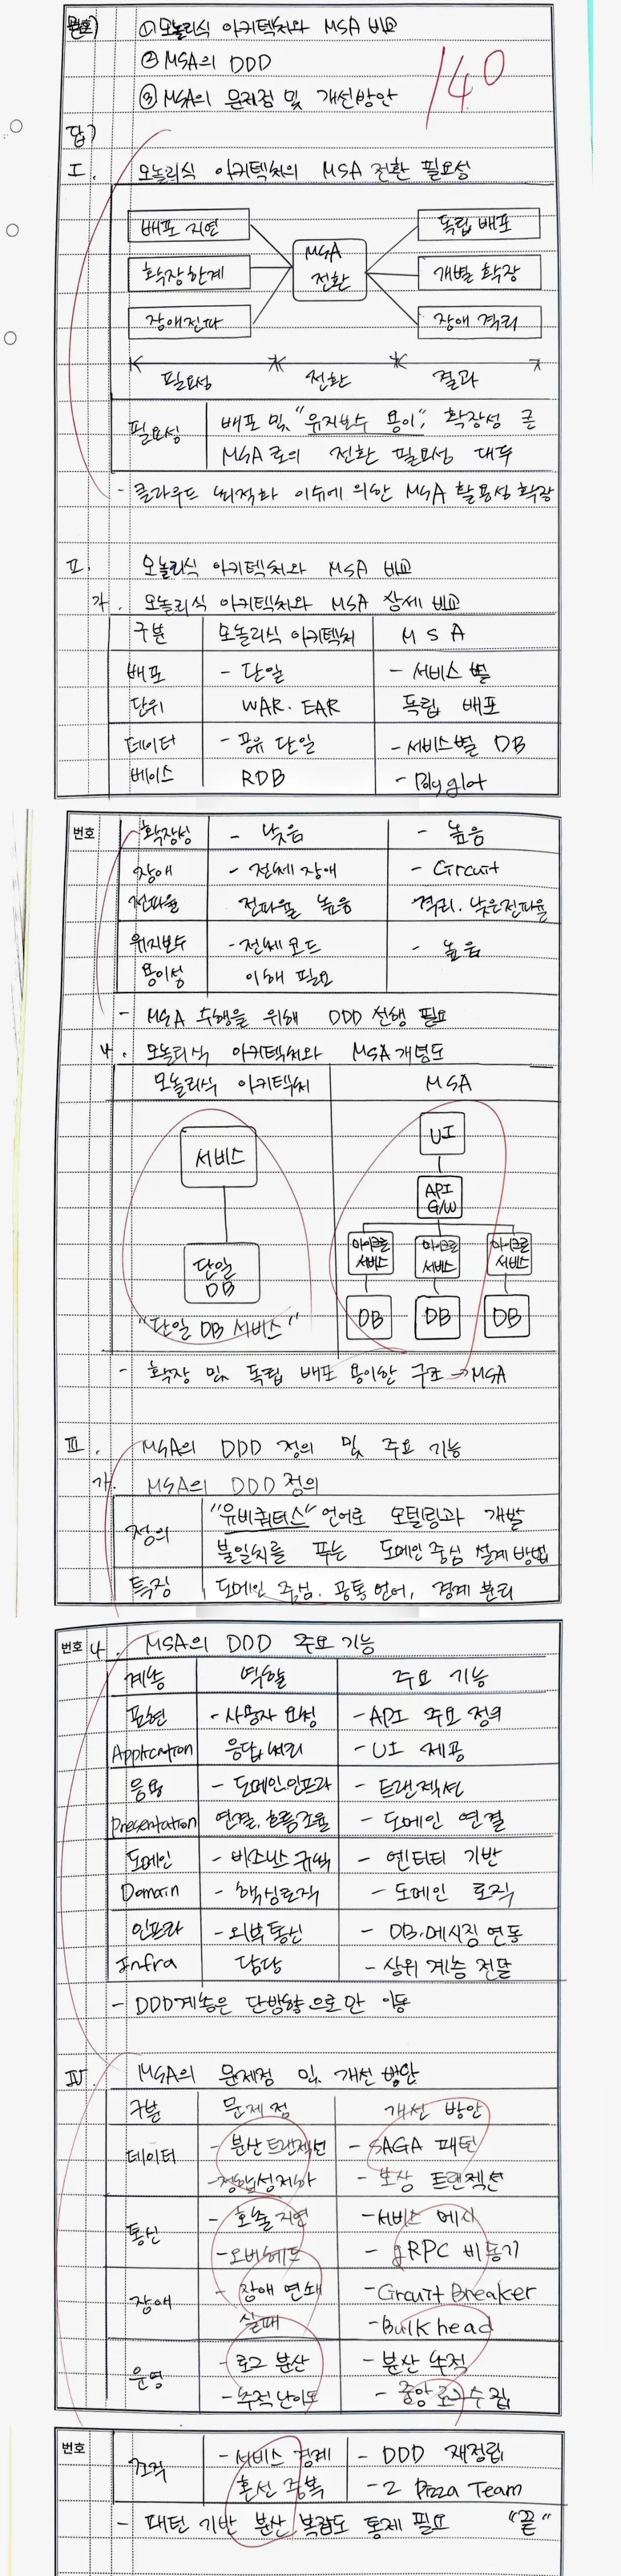 문제) ① 모놀리식 아키텍처와 MSA 비교
② MSA의 DDD
③ MSA의 문제점 및 개선방안
140
답)
I. 모놀리식 아키텍처의 MSA 전환 필요성
배포 지연 MSA 전환 독립 배포
확장한계 개별 확장
장애전파 장애 격리
필요성 전환 결과
필요성 배포 및 "유지보수 용이", 확장성 큰
MSA로의 전환 필요성 대두
- 클라우드 최적화 이슈에 의한 MSA 활용성 확장
II. 모놀리식 아키텍처와 MSA 비교
가. 모놀리식 아키텍처와 MSA 상세 비교
구분 모놀리식 아키텍처 MSA
배포 - 단일 - 서비스 별
단위 WAR. EAR 독립 배포
데이터 - 공유 단일 - 서비스별 DB
베이스 RDB - Polyglot
번호 확장성 - 낮음 - 높음
장애 - 전체 장애 - Circuit
전파율 전파율 높음 격리. 낮은전파율
유지보수 - 전체 코드 - 높음
용이성 이해 필요
- MSA 수행을 위해 DDD 선행 필요
나. 모놀리식 아키텍처와 MSA 개념도
모놀리식 아키텍처 MSA
서비스 UI
API G/W
마이크로 서비스 마이크로 서비스 마이크로 서비스
단일 DB DB DB DB
"단일 DB 서비스"
- 확장 및 독립 배포 용이한 구조 → MSA
III. MSA의 DDD 정의 및 주요 기능
가. MSA의 DDD 정의
정의 "유비쿼터스" 언어로 모델링과 개발
불일치를 푸는 도메인 중심 설계 방법
특징 도메인 중심. 공통 언어, 경계 분리
번호 나. MSA의 DDD 주요 기능
계층 역할 주요 기능
표현 - 사용자 요청 - API 주요 정의
Application 응답 처리 - UI 제공
응용 - 도메인.인프라 - 트랜젝션
Presentation 연결, 흐름조율 - 도메인 연결
도메인 - 비즈니스 규칙 - 엔터티 기반
Domain - 핵심로직 - 도메인 로직
인프라 - 외부 통신 - DB.메시징 연동
Infra 담당 - 상위 계층 전달
- DDD계층은 단방향으로만 이동
IV. MSA의 문제점 및 개선 방안
구분 문제점 개선 방안
데이터 - 분산 트랜젝션 - SAGA 패턴
- 정합성저하 - 보상 트랜젝션
통신 - 호출 지연 - 서비스 메시
- 오버헤드 - gRPC 비동기
장애 - 장애 연쇄 - Circuit Breaker
실패 - Bulk head
운영 - 로그 분산 - 분산 추적
- 추적 난이도 - 중앙 로그 수집
번호 조직 - 서비스 경계 - DDD 재정립
혼선 중복 - 2 Pizza Team
- 패턴 기반 분산 복잡도 통제 필요 "끝"